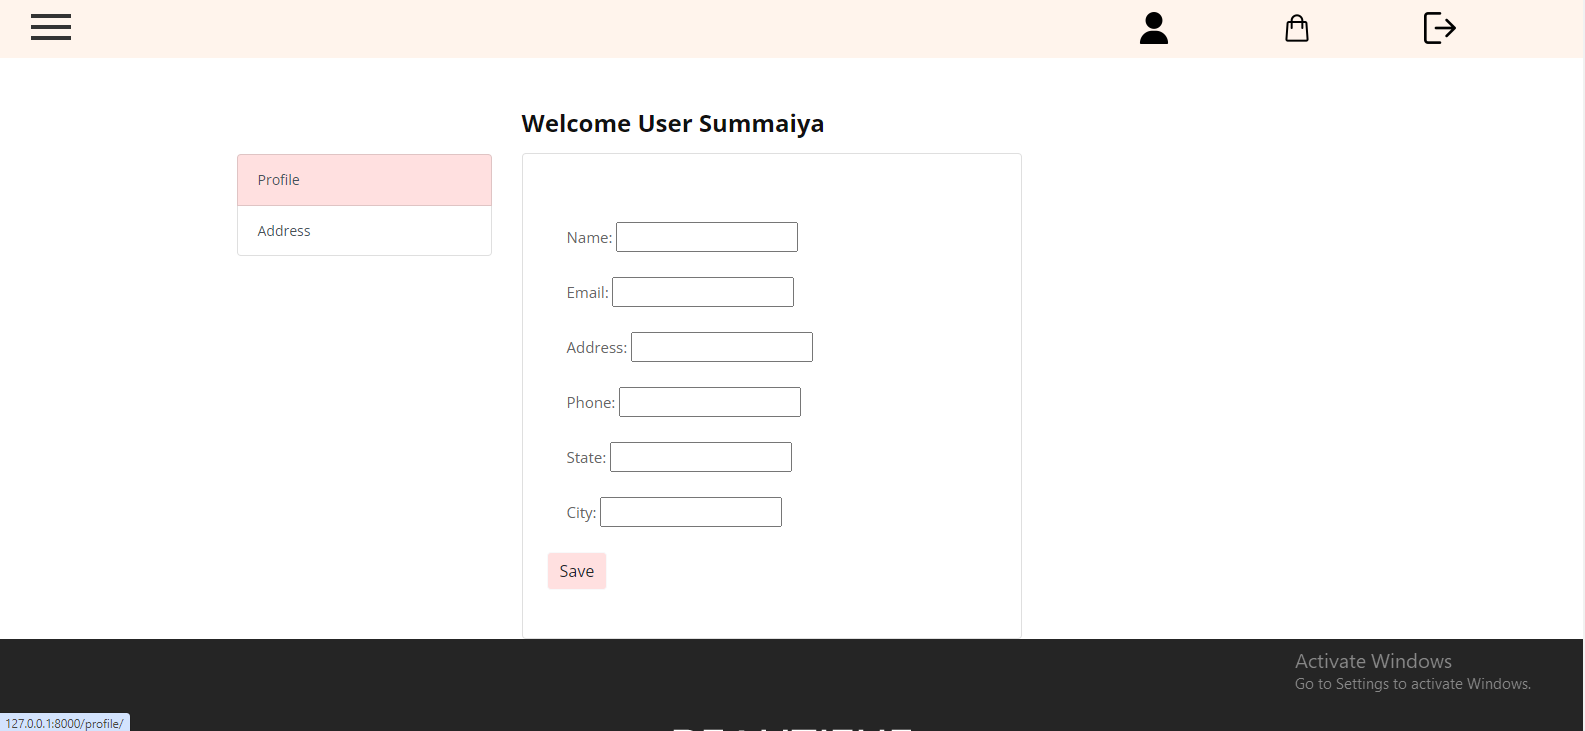 Welcome User Summaiya
Profile
Address
Name:
Email:
Address:
Phone:
State:
City:
Save
Activate Windows
Go to Settings to activate Windows.
127.0.0.1:8000/profile/